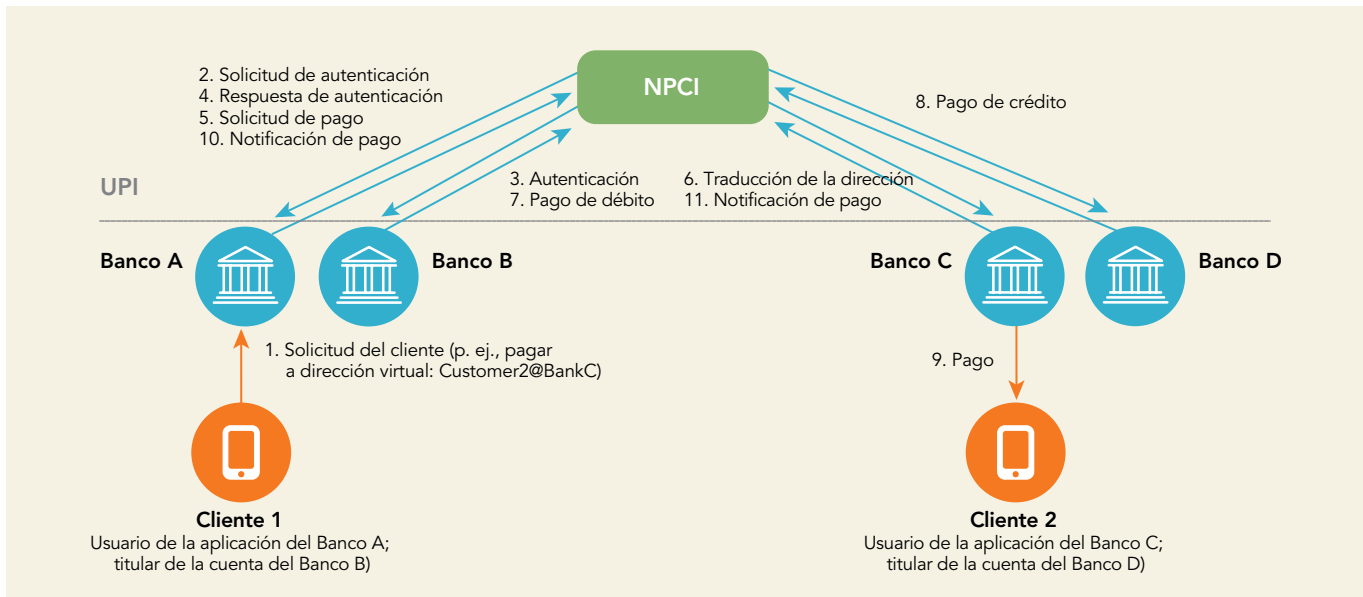 2. Solicitud de autenticación
4. Respuesta de autenticación
5. Solicitud de pago
10. Notificación de pago
NPCI
8. Pago de crédito
UPI
3. Autenticación
7. Pago de débito
6. Traducción de la dirección
11. Notificación de pago
Banco A
Banco B
Banco C
Banco D
1. Solicitud del cliente (p. ej., pagar
a dirección virtual: Customer2@BankC)
9. Pago
Cliente 1
Usuario de la aplicación del Banco A;
titular de la cuenta del Banco B)
Cliente 2
Usuario de la aplicación del Banco C;
titular de la cuenta del Banco D)